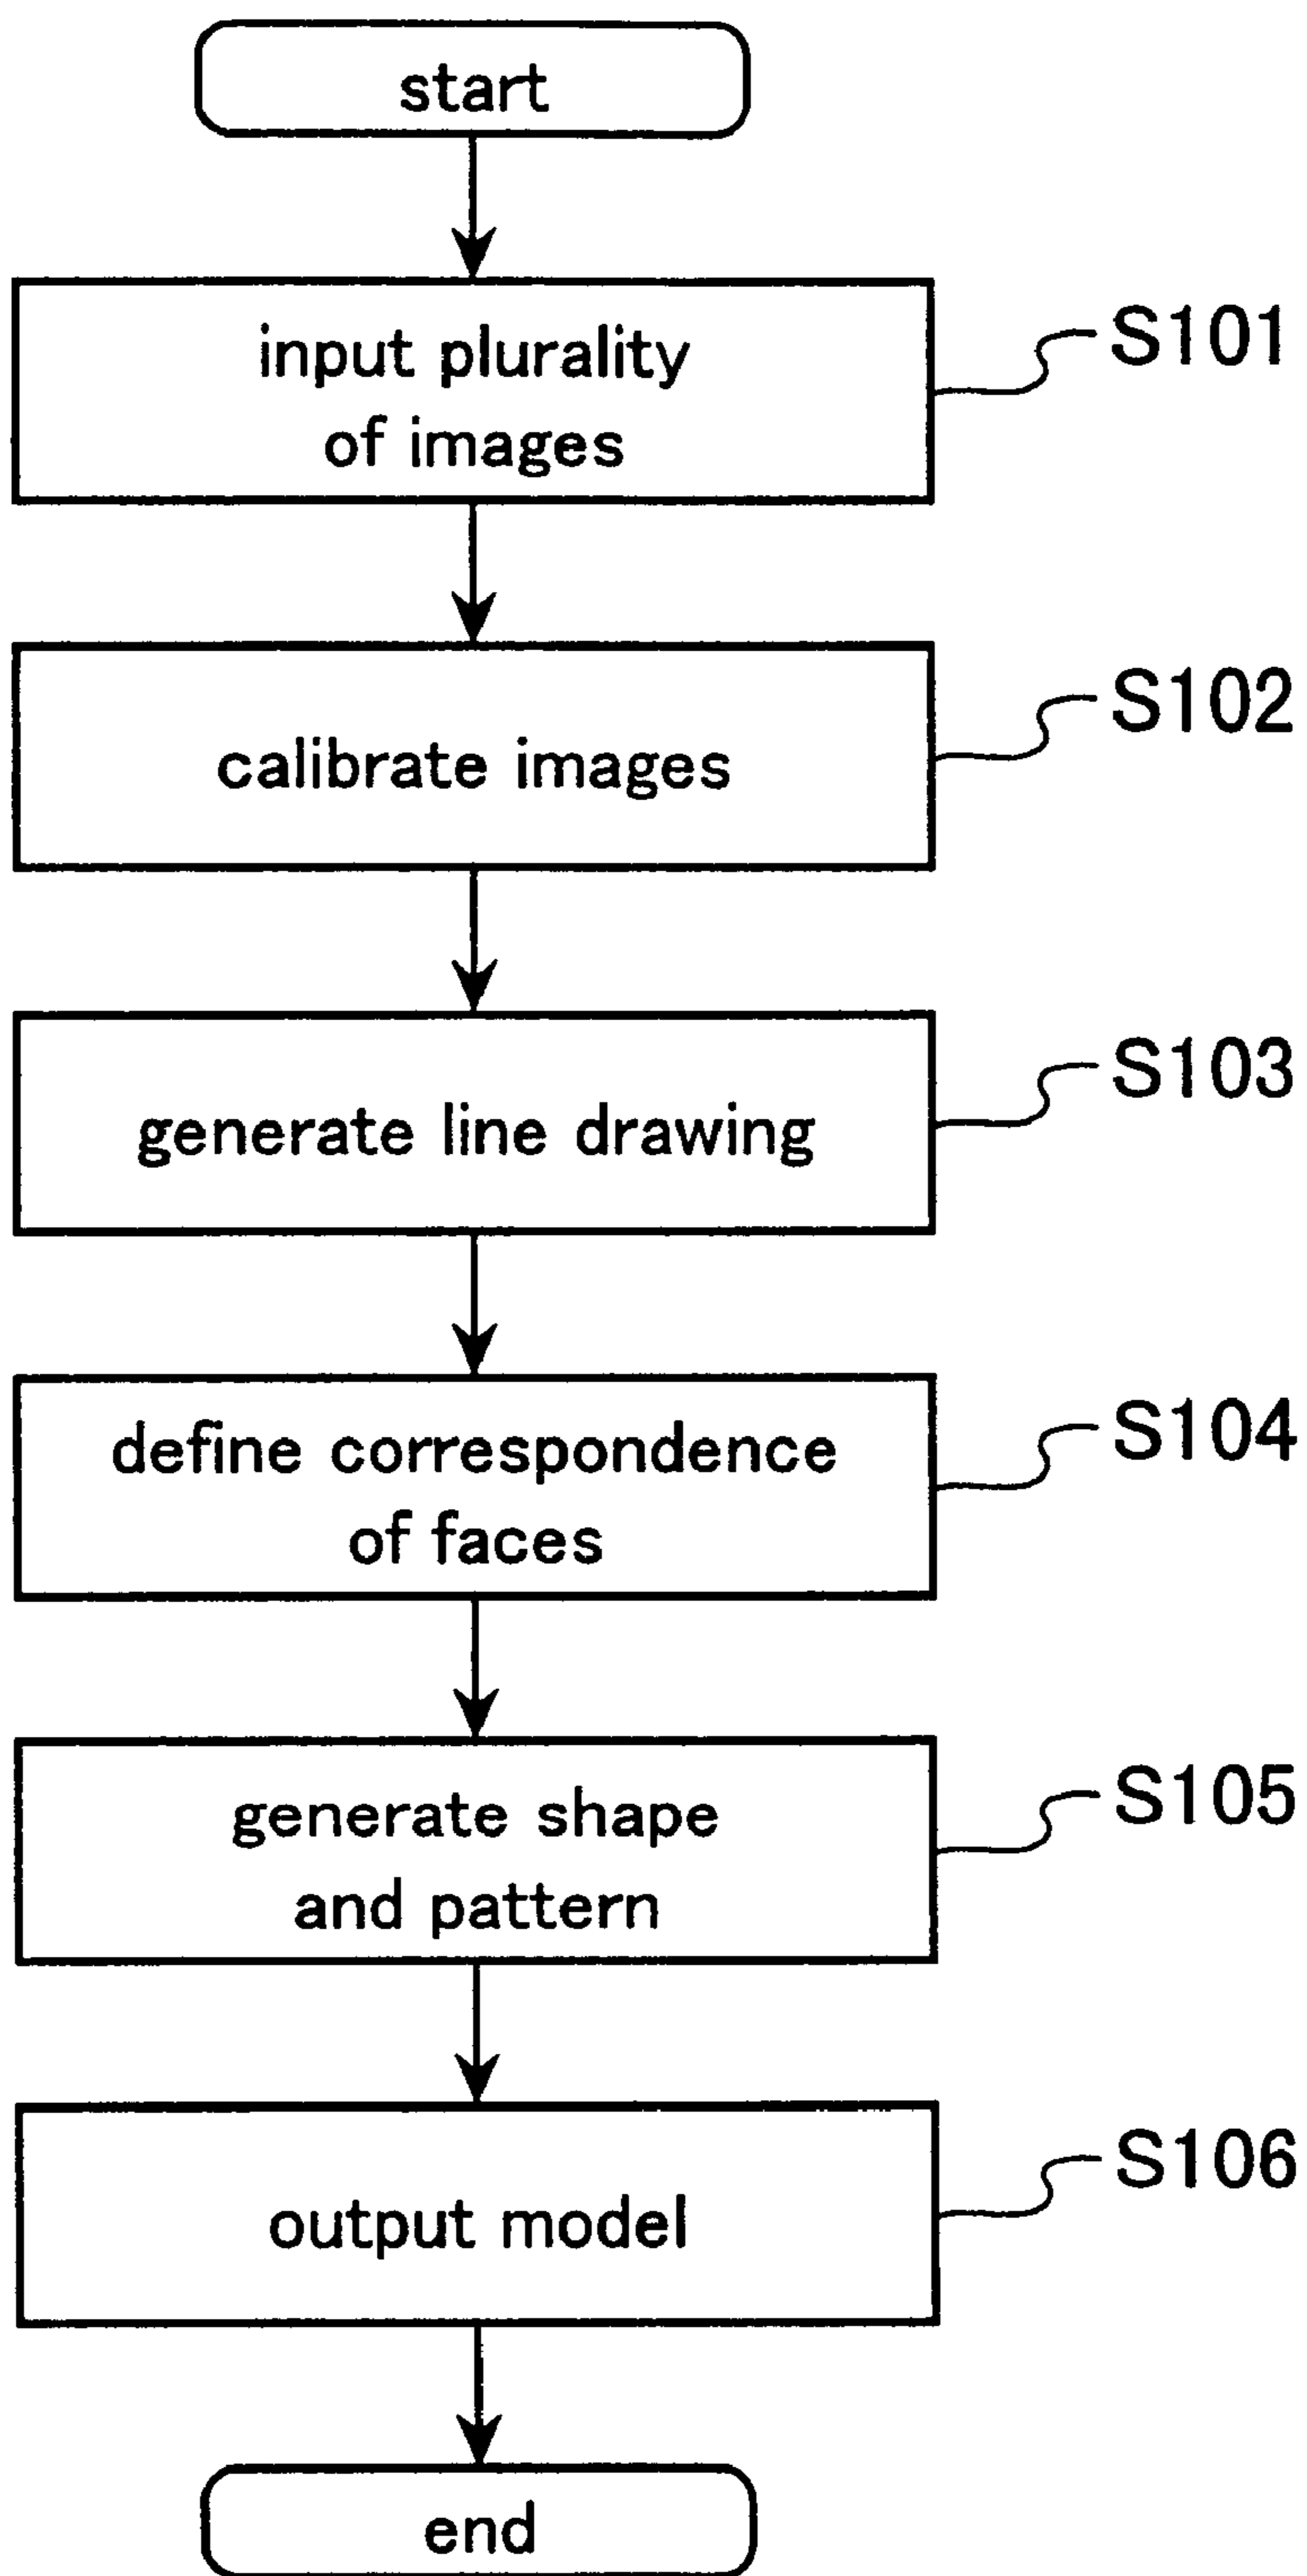 start
input plurality
of images
S101
calibrate images
S102
generate line drawing
S103
define correspondence
of faces
S104
generate shape
and pattern
S105
output model
S106
end